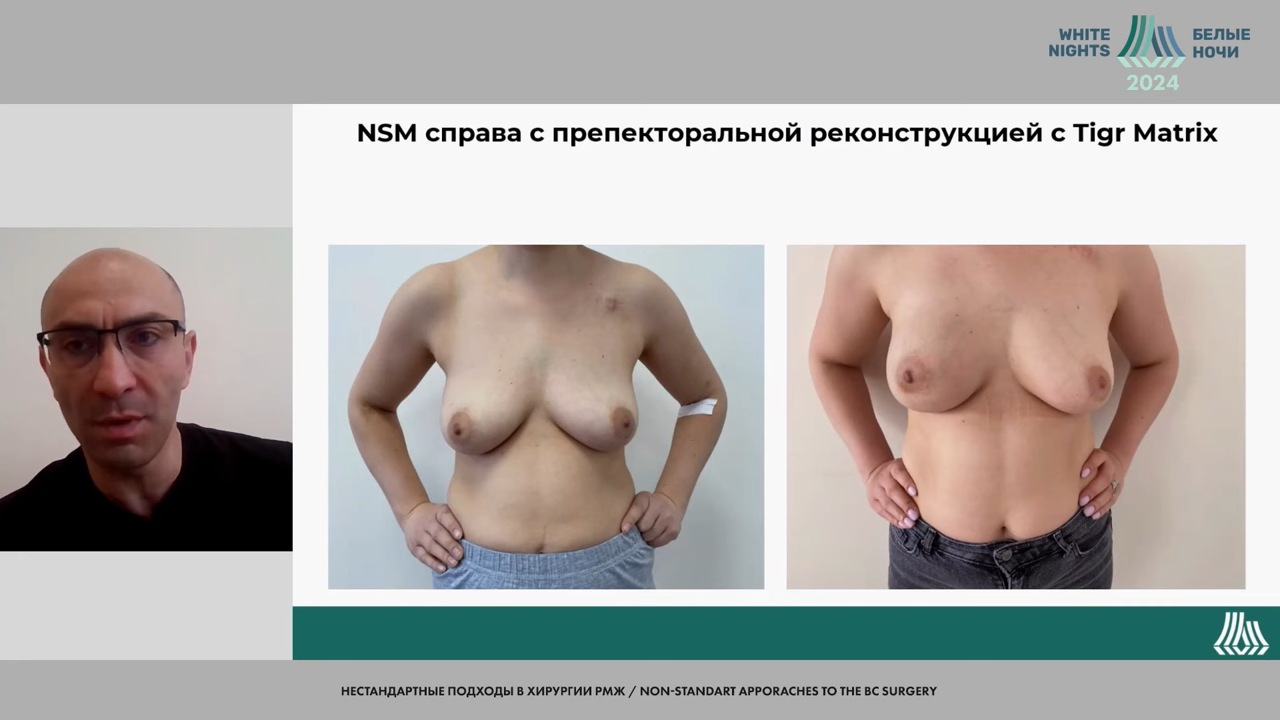 WHITE
NIGHTS
БЕЛЫЕ
НОЧИ
2024
NSM справа с препекторальной реконструкцией с Tigr Matrix
НЕСТАНДАРТНЫЕ ПОДХОДЫ В ХИРУРГИИ РМЖ / NON-STANDART APPORACHES TO THE BC SURGERY